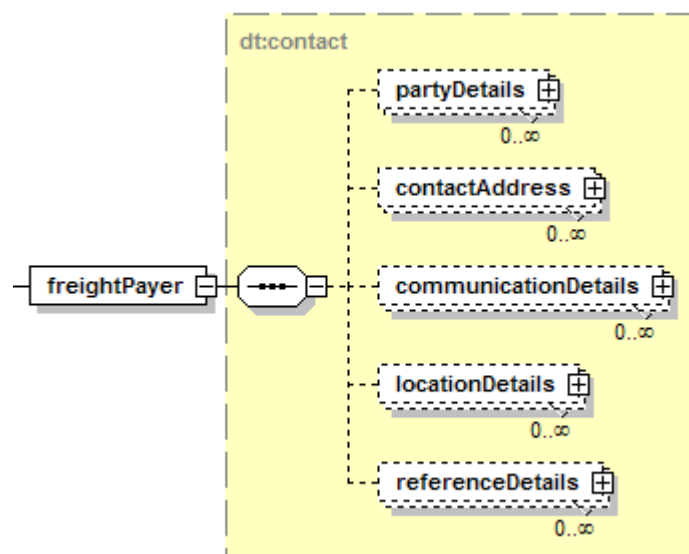 dt:contact
partyDetails
0..∞
contactAddress
0..∞
freightPayer
communicationDetails
0..∞
locationDetails
0..∞
referenceDetails
0..∞